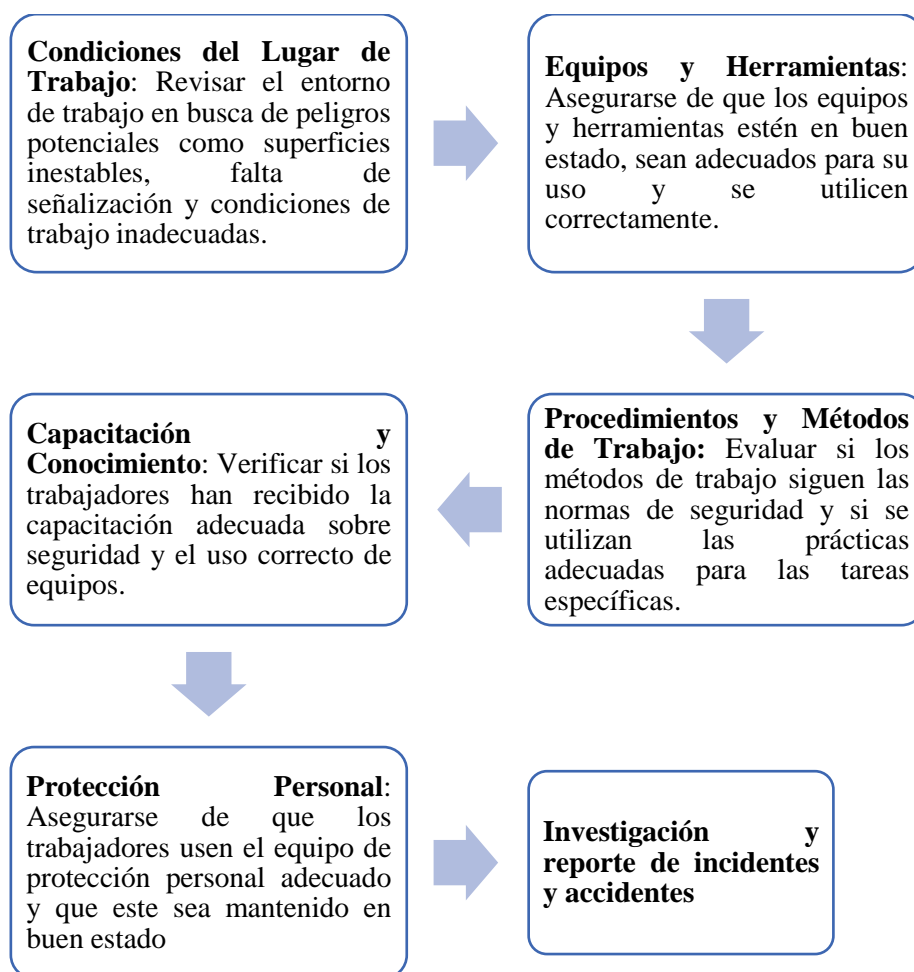 Condiciones del Lugar de
Trabajo: Revisar el entorno
de trabajo en busca de peligros
potenciales como superficies
inestables, falta de
señalización y condiciones de
trabajo inadecuadas.
Equipos y Herramientas:
Asegurarse de que los equipos
y herramientas estén en buen
estado, sean adecuados para su
uso y se utilicen
correctamente.
Procedimientos y Métodos
de Trabajo: Evaluar si los
métodos de trabajo siguen las
normas de seguridad y si se
utilizan las prácticas
adecuadas para las tareas
específicas.
Capacitación y
Conocimiento: Verificar si los
trabajadores han recibido la
capacitación adecuada sobre
seguridad y el uso correcto de
equipos.
Protección Personal:
Asegurarse de que los
trabajadores usen el equipo de
protección personal adecuado
y que este sea mantenido en
buen estado
Investigación y
reporte de incidentes
y accidentes